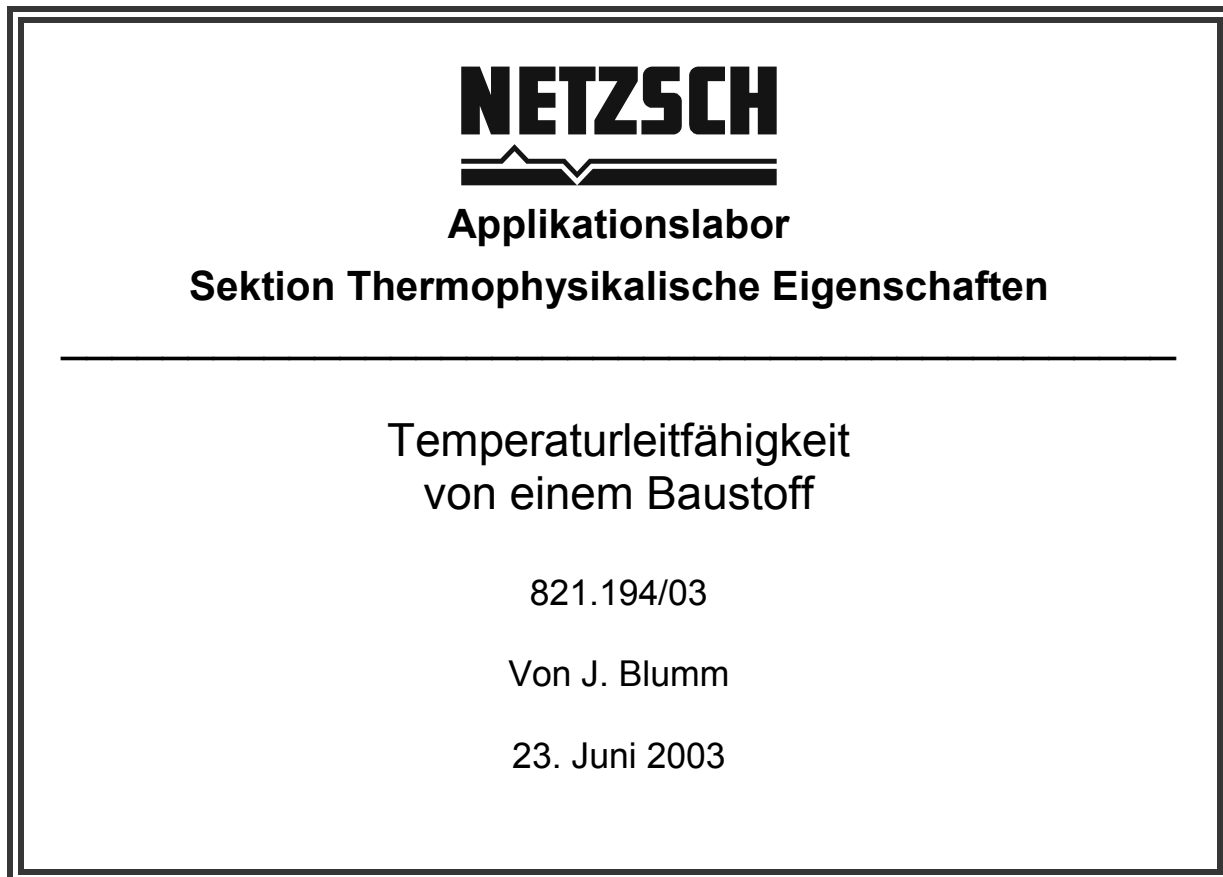 NETZSCH
Applikationslabor
Sektion Thermophysikalische Eigenschaften
Temperaturleitfähigkeit
von einem Baustoff
821.194/03
Von J. Blumm
23. Juni 2003